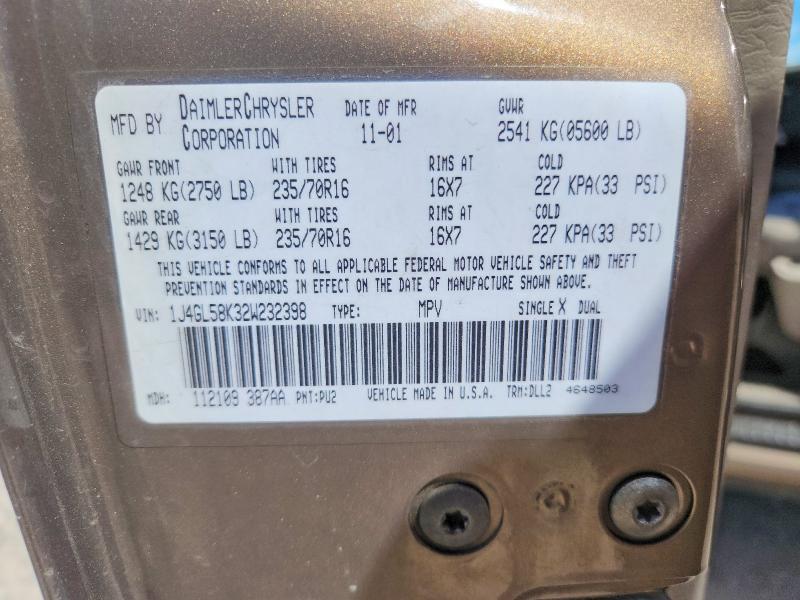 MFD BY DAIMLERCHRYSLER CORPORATION DATE OF MFR 11-01 GVWR 2541 KG(05600 LB)
GAWR FRONT WITH TIRES RIMS AT COLD
1248 KG(2750 LB) 235/70R16 16X7 227 KPA(33 PSI)
GAWR REAR WITH TIRES RIMS AT COLD
1429 KG(3150 LB) 235/70R16 16X7 227 KPA(33 PSI)
THIS VEHICLE CONFORMS TO ALL APPLICABLE FEDERAL MOTOR VEHICLE SAFETY AND THEFT
PREVENTION STANDARDS IN EFFECT ON THE DATE OF MANUFACTURE SHOWN ABOVE.
VIN: 1J4GL58K32W232398 TYPE: MPV SINGLE X DUAL
MDH: 112109 387AA PNT:PU2 VEHICLE MADE IN U.S.A. TRM:DLL2 4648503